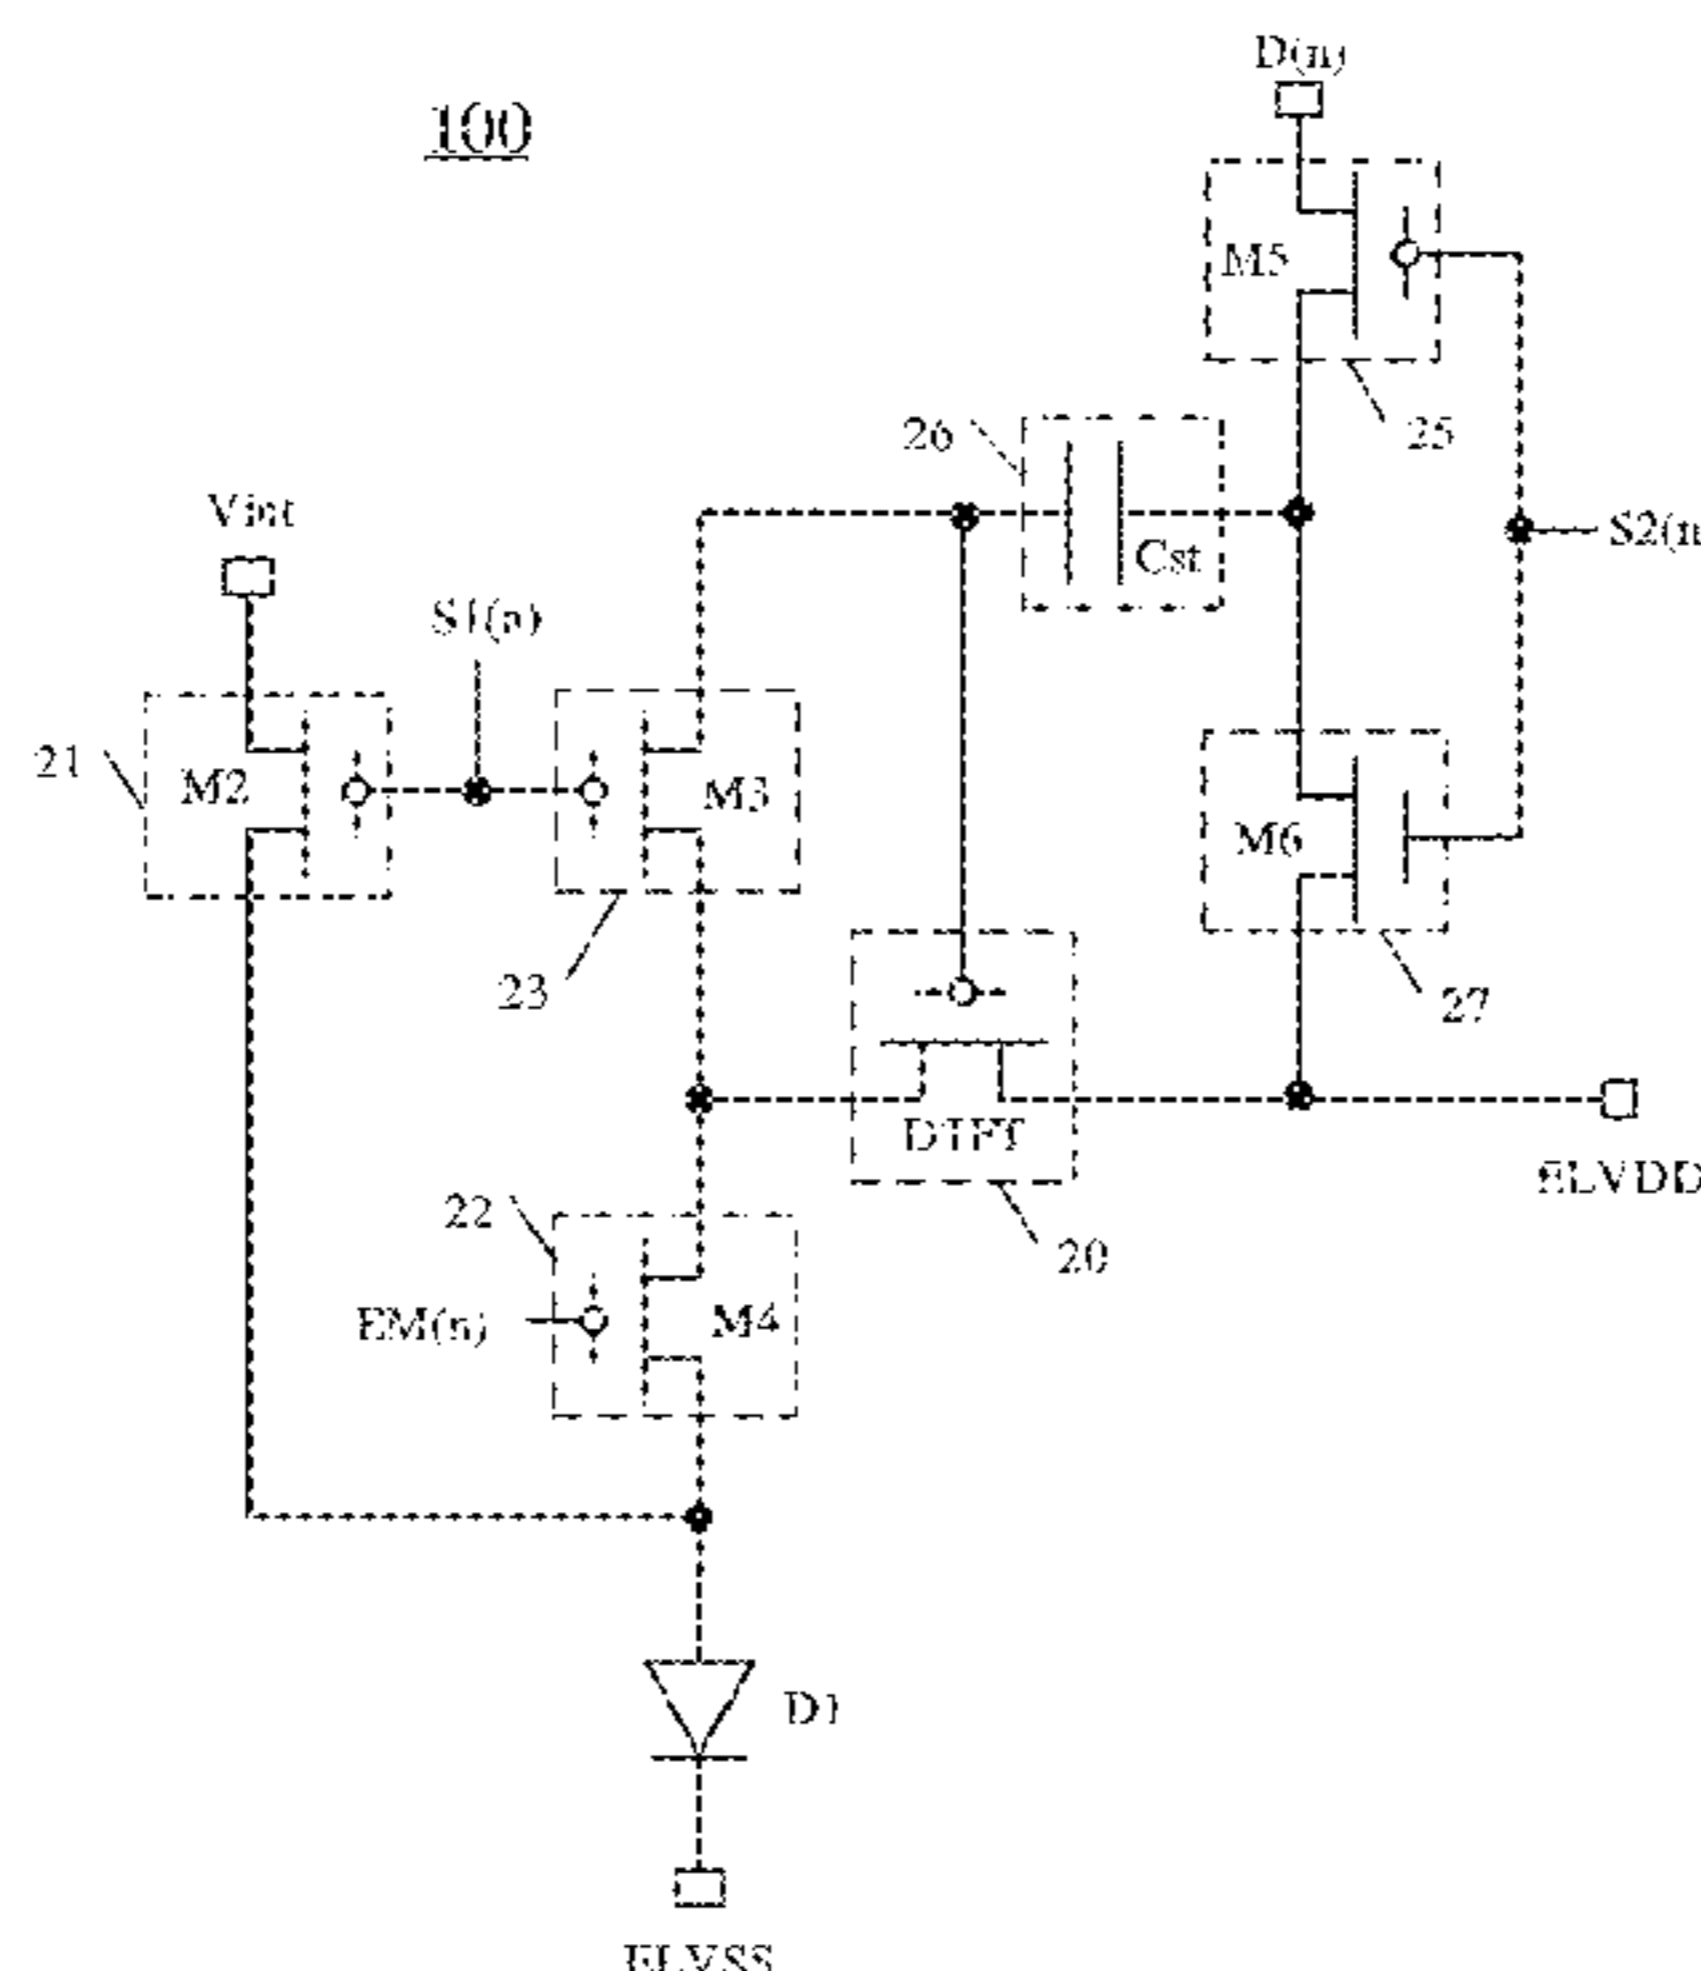 D(n)
100
M5
26
25
Vint
Cst
S2(n
S1(n)
21
M2
M3
M6
23
27
DTFT
ELVDD
22
20
EM(n)
M4
D1
ELVSS